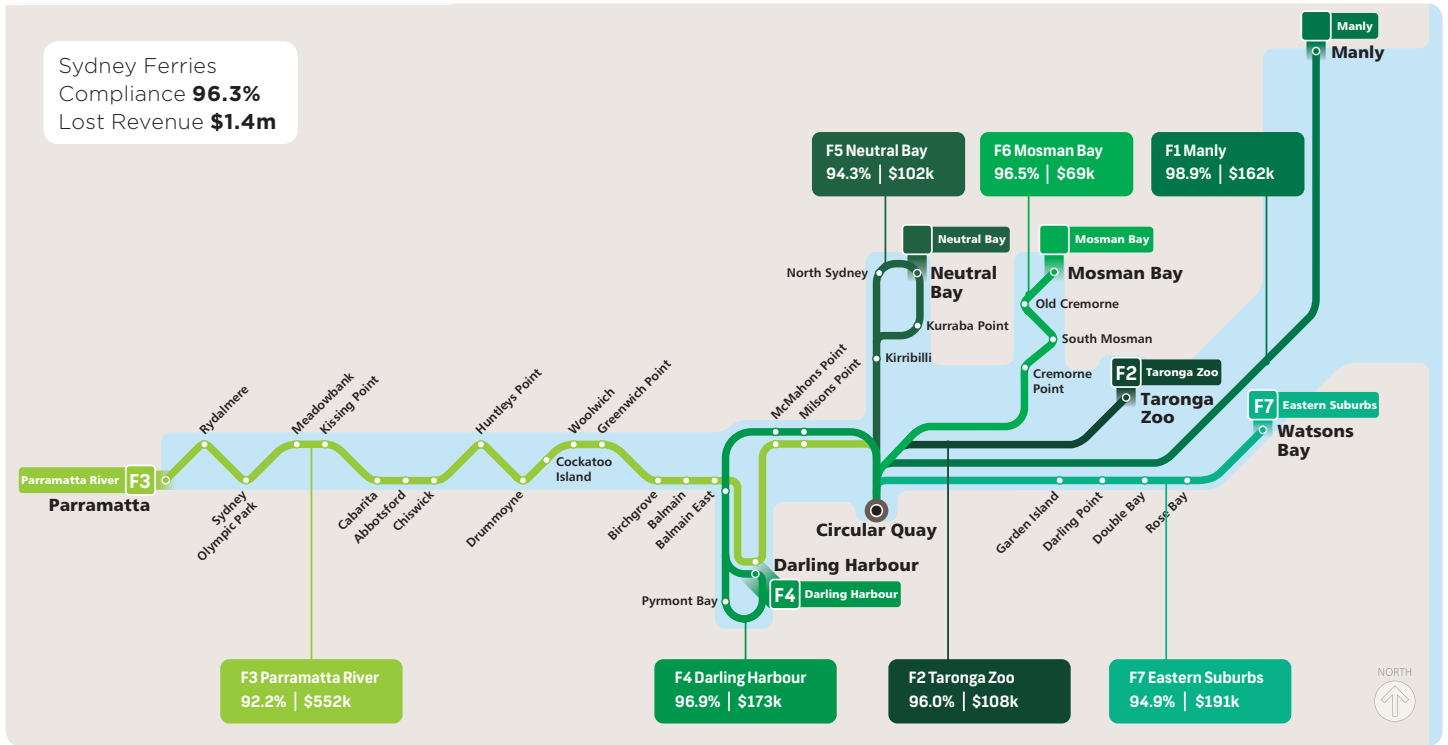 Sydney Ferries
Compliance 96.3%
Lost Revenue $1.4m
Manly
Manly
F5 Neutral Bay
94.3% | $102k
F6 Mosman Bay
96.5% | $69k
F1 Manly
98.9% | $162k
Neutral Bay
Neutral
Bay
Mosman Bay
Mosman Bay
North Sydney
Kurraba Point
Kirribilli
Old Cremorne
South Mosman
Cremorne
Point
F2 Taronga Zoo
Taronga
Zoo
F7 Eastern Suburbs
Watsons
Bay
McMahons Point
Milsons Point
Rydalmere
Meadowbank
Kissing Point
Huntleys Point
Woolwich
Greenwich Point
Cockatoo
Island
Parramatta River F3
Parramatta
Sydney
Olympic Park
Cabarita
Abbotsford
Chiswick
Drummoyne
Birchgrove
Balmain
Balmain East
Circular Quay
Garden Island
Darling Point
Double Bay
Rose Bay
Darling Harbour
F4 Darling Harbour
Pyrmont Bay
F3 Parramatta River
92.2% | $552k
F4 Darling Harbour
96.9% | $173k
F2 Taronga Zoo
96.0% | $108k
F7 Eastern Suburbs
94.9% | $191k
NORTH